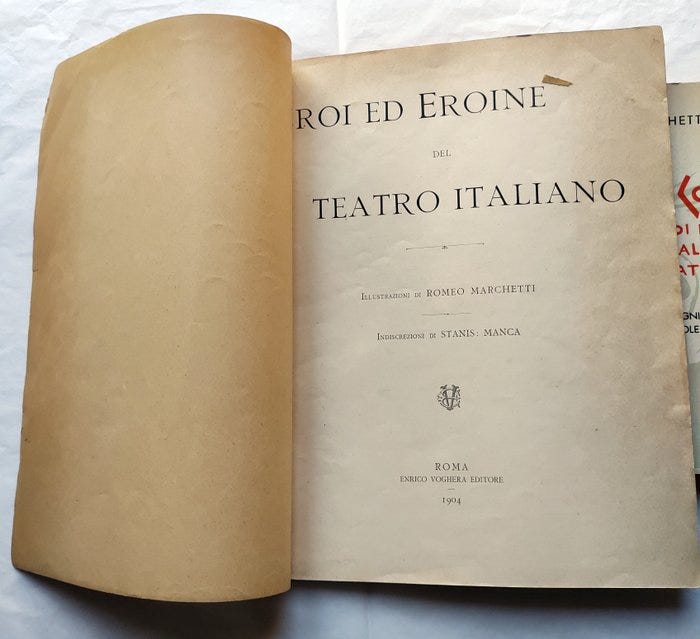 ROI ED EROINE
DEL
TEATRO ITALIANO
ILLUSTRAZIONI DI ROMEO MARCHETTI
INDISCREZIONI DI STANIS: MANCA
ROMA
ENRICO VOGHERA EDITORE
1904
HETT